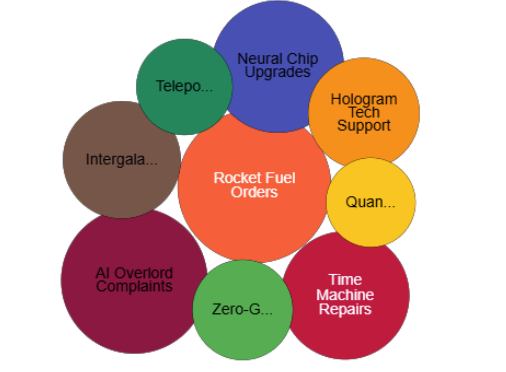 Neural Chip
Upgrades
Telepo...
Hologram
Tech
Support
Intergala...
Rocket Fuel
Orders
Quan...
AI Overlord
Complaints
Time
Machine
Repairs
Zero-G...